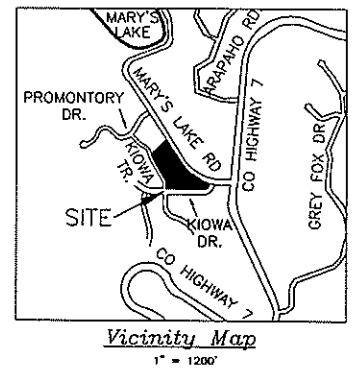 MARY'S
LAKE
ARAPAHO RD
MARY'S LAKE RD
PROMONTORY
DR.
KIOWA
TR.
CO HIGHWAY 7
GREY FOX DR.
SITE
KIOWA
DR.
CO HIGHWAY 7
Vicinity Map
1" = 1200'